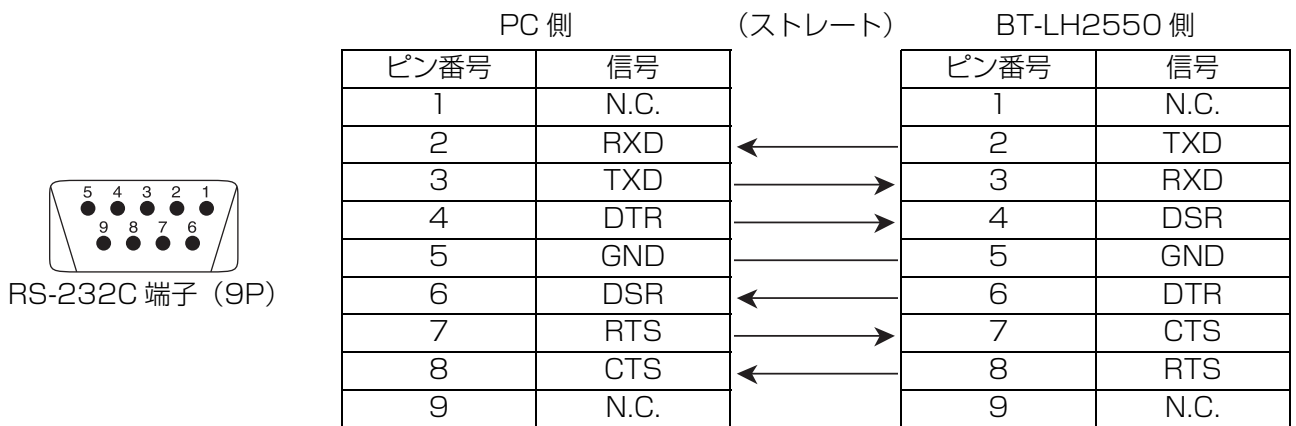 PC 側 （ストレート） BT-LH2550 側
ピン番号 信号 ピン番号 信号
1 N.C. 1 N.C.
2 RXD 2 TXD
3 TXD 3 RXD
4 DTR 4 DSR
5 GND 5 GND
6 DSR 6 DTR
7 RTS 7 CTS
8 CTS 8 RTS
9 N.C. 9 N.C.
5 4 3 2 1
9 8 7 6
RS-232C 端子（9P）